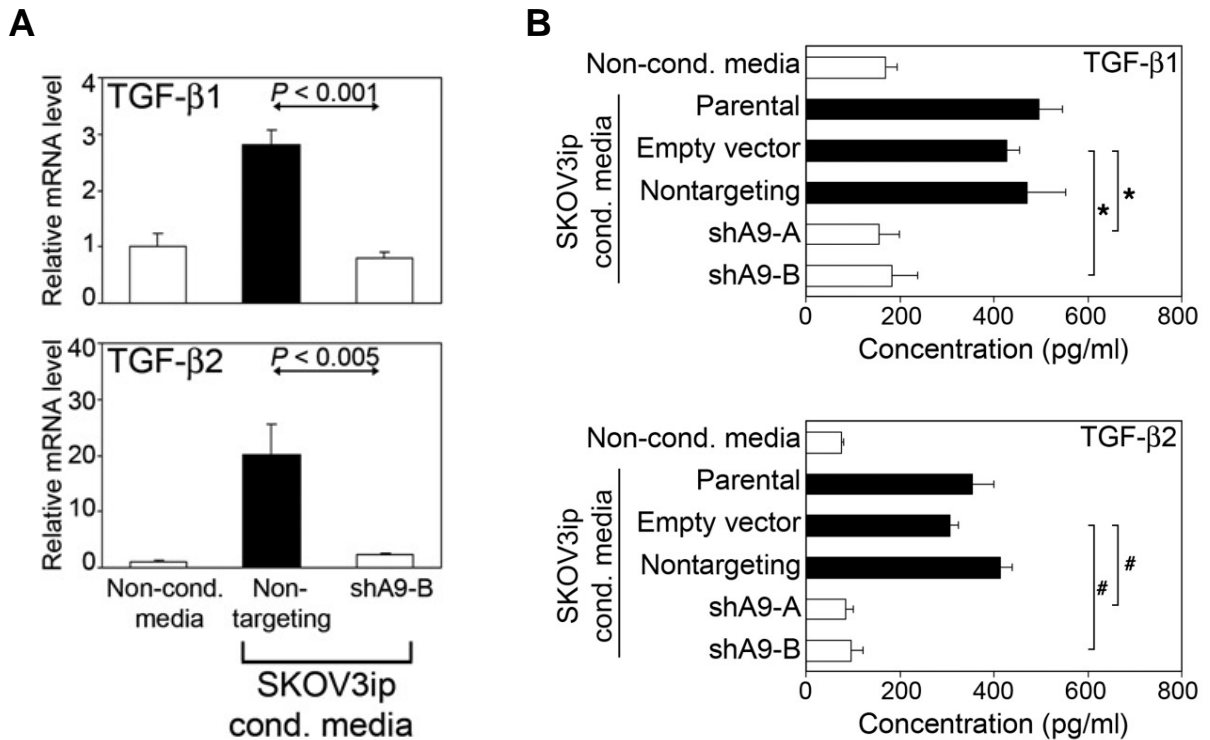 A
Relative mRNA level
4
3
2
1
0
TGF-β1
P < 0.001
Relative mRNA level
40
30
20
10
0
TGF-β2
P < 0.005
Non-cond. media
Non-targeting
shA9-B
SKOV3ip
cond. media
B
TGF-β1
Non-cond. media
SKOV3ip
cond. media
Parental
Empty vector
Nontargeting
shA9-A
shA9-B
*
*
0 200 400 600 800
Concentration (pg/ml)
TGF-β2
Non-cond. media
SKOV3ip
cond. media
Parental
Empty vector
Nontargeting
shA9-A
shA9-B
#
#
0 200 400 600 800
Concentration (pg/ml)